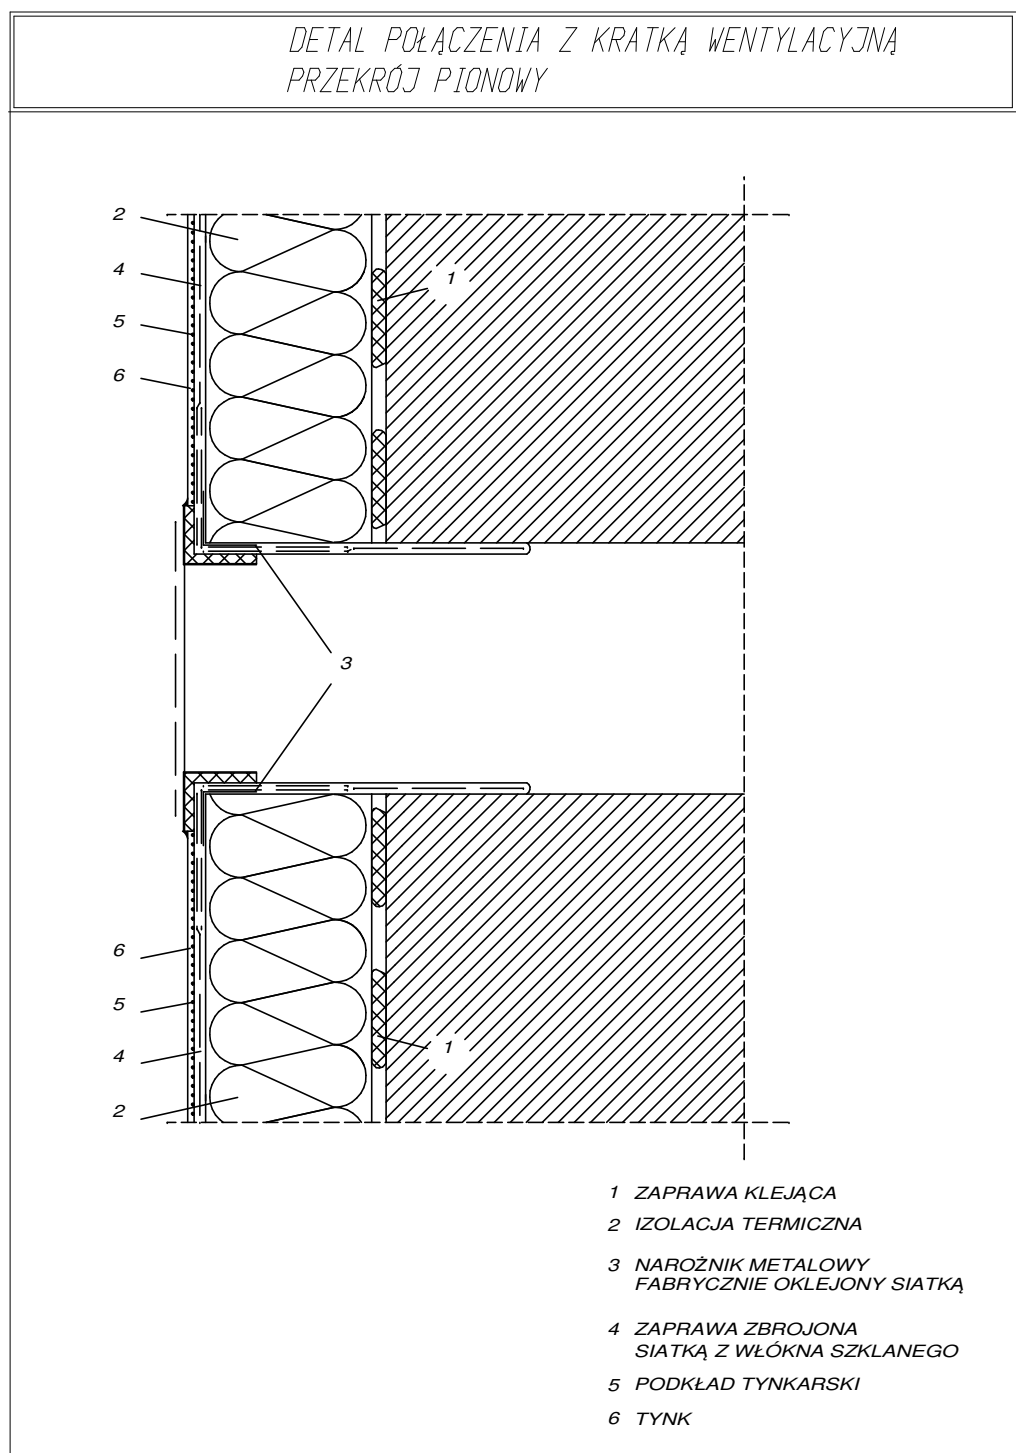 DETAL POŁĄCZENIA Z KRATKĄ WENTYLACYJNĄ
PRZEKRÓJ PIONOWY
2
4
1
5
6
3
6
5
1
4
2
1 ZAPRAWA KLEJĄCA
2 IZOLACJA TERMICZNA
3 NAROŻNIK METALOWY
FABRYCZNIE OKLEJONY SIATKĄ
4 ZAPRAWA ZBROJONA
SIATKĄ Z WŁÓKNA SZKLANEGO
5 PODKŁAD TYNKARSKI
6 TYNK